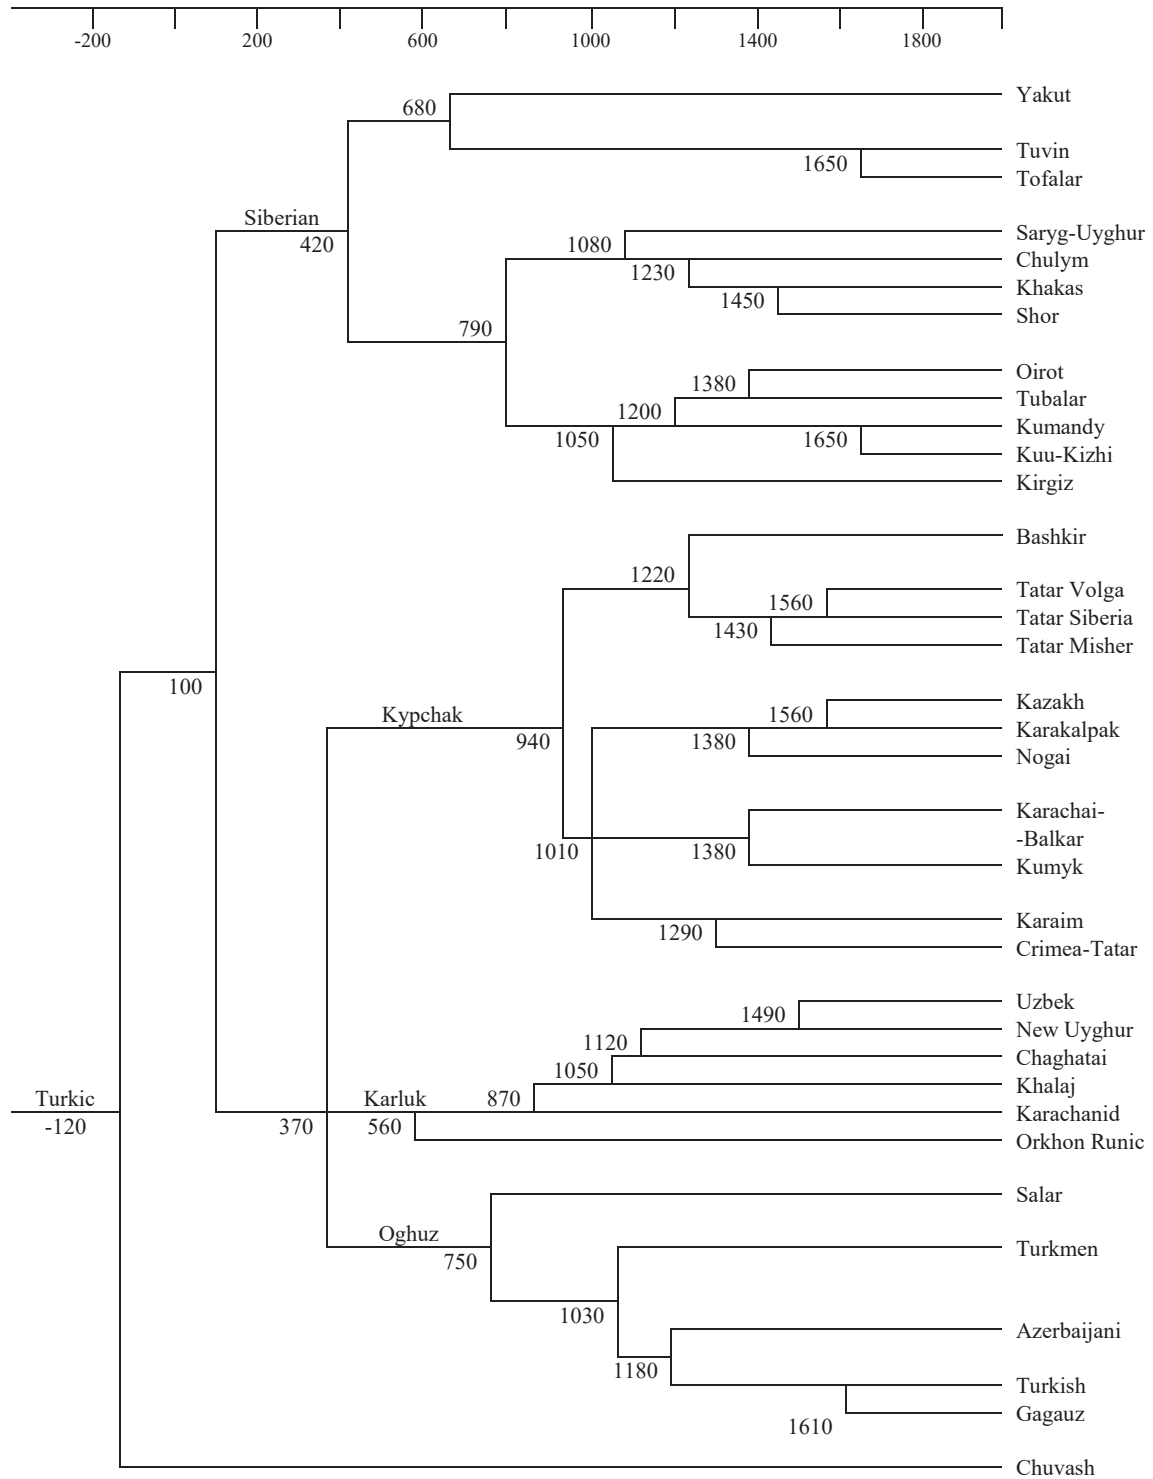 -200 200 600 1000 1400 1800
Yakut
680
Tuvin
1650
Tofalar
Siberian
420
Saryg-Uyghur
1080
Chulym
1230
Khakas
1450
Shor
790
Oirot
1380
Tubalar
1200
Kumandy
1050
1650
Kuu-Kizhi
Kirgiz
Bashkir
1220
Tatar Volga
1560
Tatar Siberia
1430
Tatar Misher
100
Kazakh
1560
Kypchak
Karakalpak
940
1380
Nogai
Karachai-
-Balkar
1010
1380
Kumyk
Karaim
1290
Crimea-Tatar
Uzbek
1490
New Uyghur
1120
Chaghatai
1050
Khalaj
Turkic
Karluk
870
Karachanid
-120
370
560
Orkhon Runic
Salar
Oghuz
750
Turkmen
1030
Azerbaijani
1180
Turkish
Gagauz
1610
Chuvash